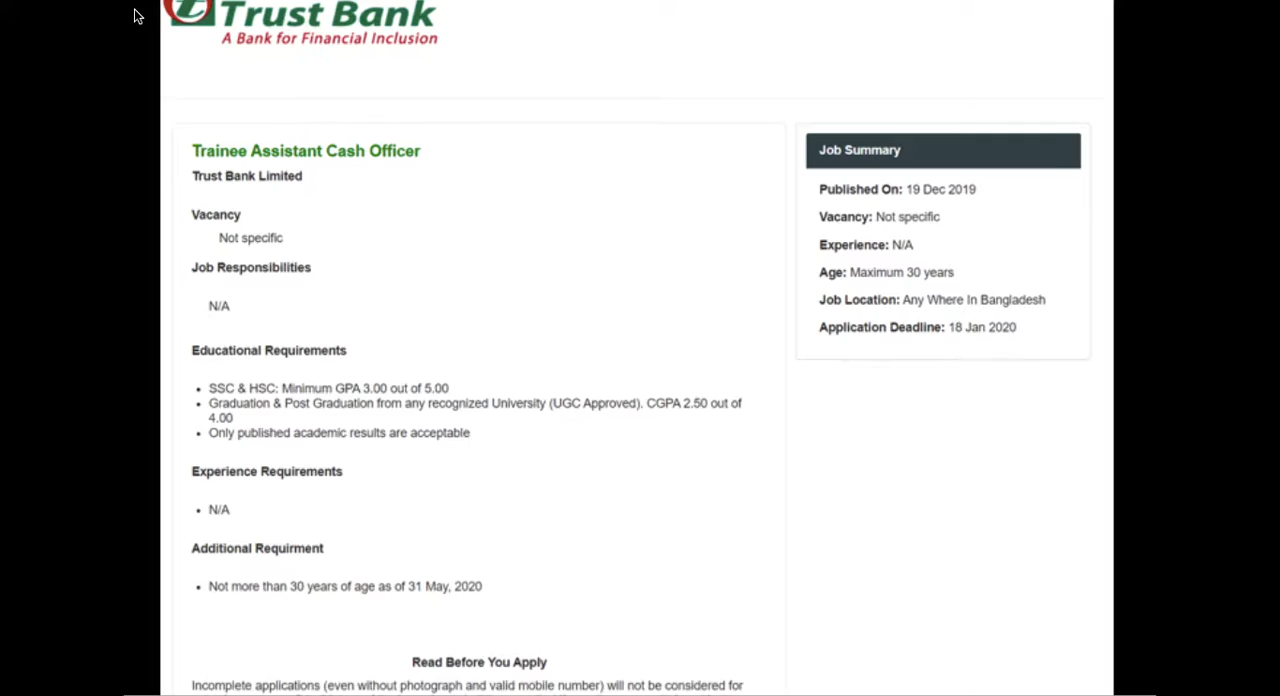 Trust Bank
A Bank for Financial Inclusion
Trainee Assistant Cash Officer
Trust Bank Limited
Vacancy
Not specific
Job Responsibilities
N/A
Educational Requirements
• SSC & HSC: Minimum GPA 3.00 out of 5.00
• Graduation & Post Graduation from any recognized University (UGC Approved). CGPA 2.50 out of
4.00
• Only published academic results are acceptable
Experience Requirements
• N/A
Additional Requirment
• Not more than 30 years of age as of 31 May, 2020
Read Before You Apply
Incomplete applications (even without photograph and valid mobile number) will not be considered for
Job Summary
Published On: 19 Dec 2019
Vacancy: Not specific
Experience: N/A
Age: Maximum 30 years
Job Location: Any Where In Bangladesh
Application Deadline: 18 Jan 2020